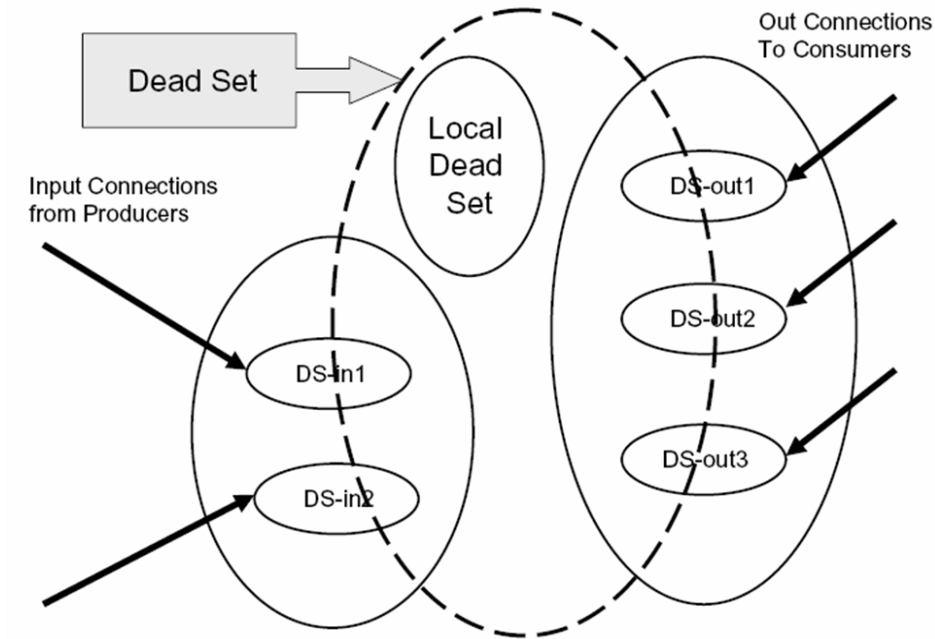 Out Connections
To Consumers
Dead Set
Local
Dead
Set
Input Connections
from Producers
DS-out1
DS-out2
DS-in1
DS-out3
DS-in2